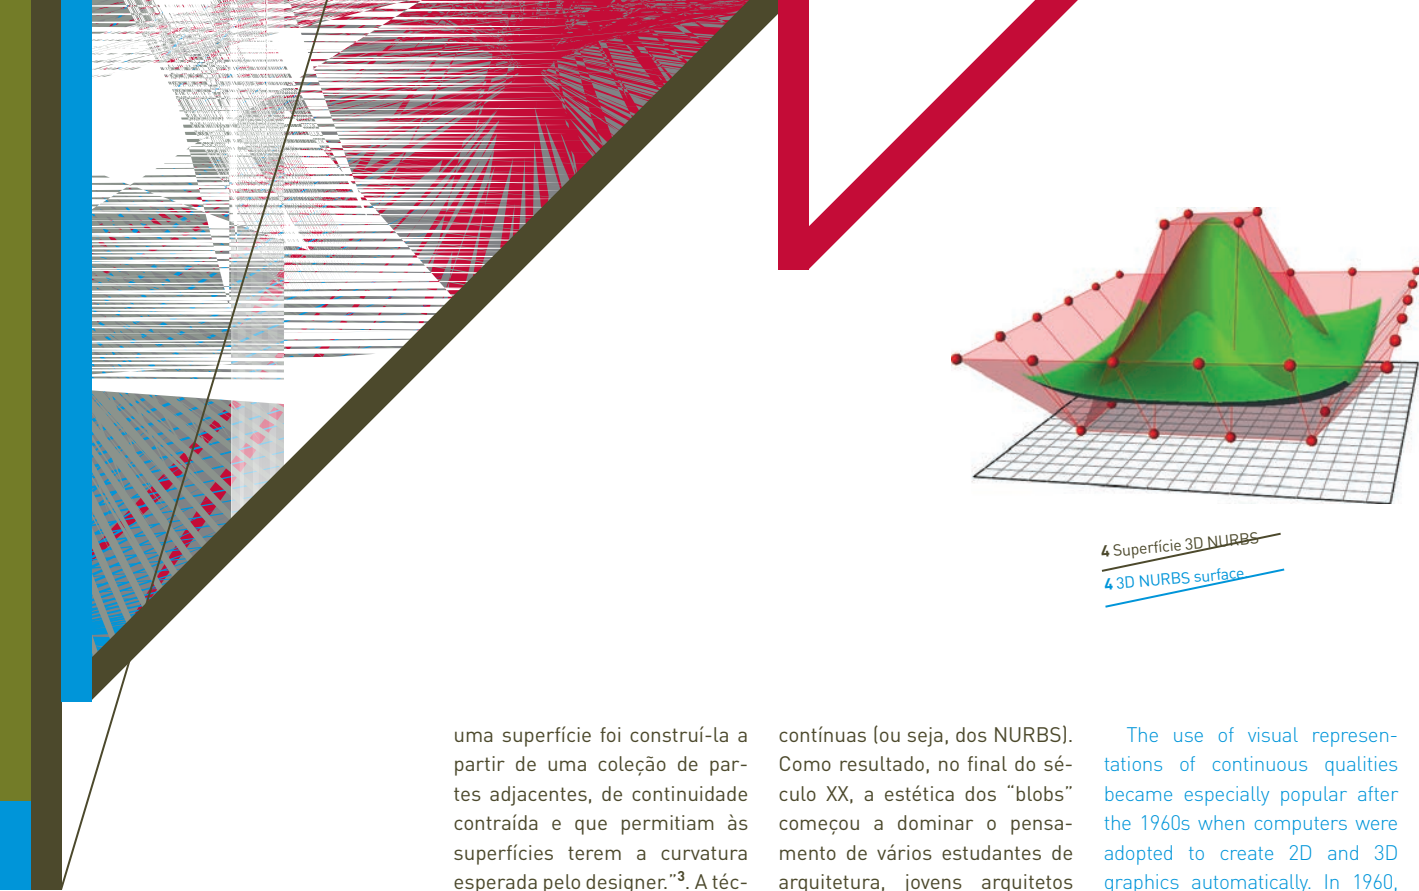 4 Superfície 3D NURBS
4 3D NURBS surface
uma superfície foi construí-la a
partir de uma coleção de par-
tes adjacentes, de continuidade
contraída e que permitiam às
superfícies terem a curvatura
esperada pelo designer.”3. A téc-
contínuas (ou seja, dos NURBS).
Como resultado, no final do sé-
culo XX, a estética dos “blobs”
começou a dominar o pensa-
mento de vários estudantes de
arquitetura, jovens arquitetos
The use of visual represen-
tations of continuous qualities
became especially popular after
the 1960s when computers were
adopted to create 2D and 3D
graphics automatically. In 1960,